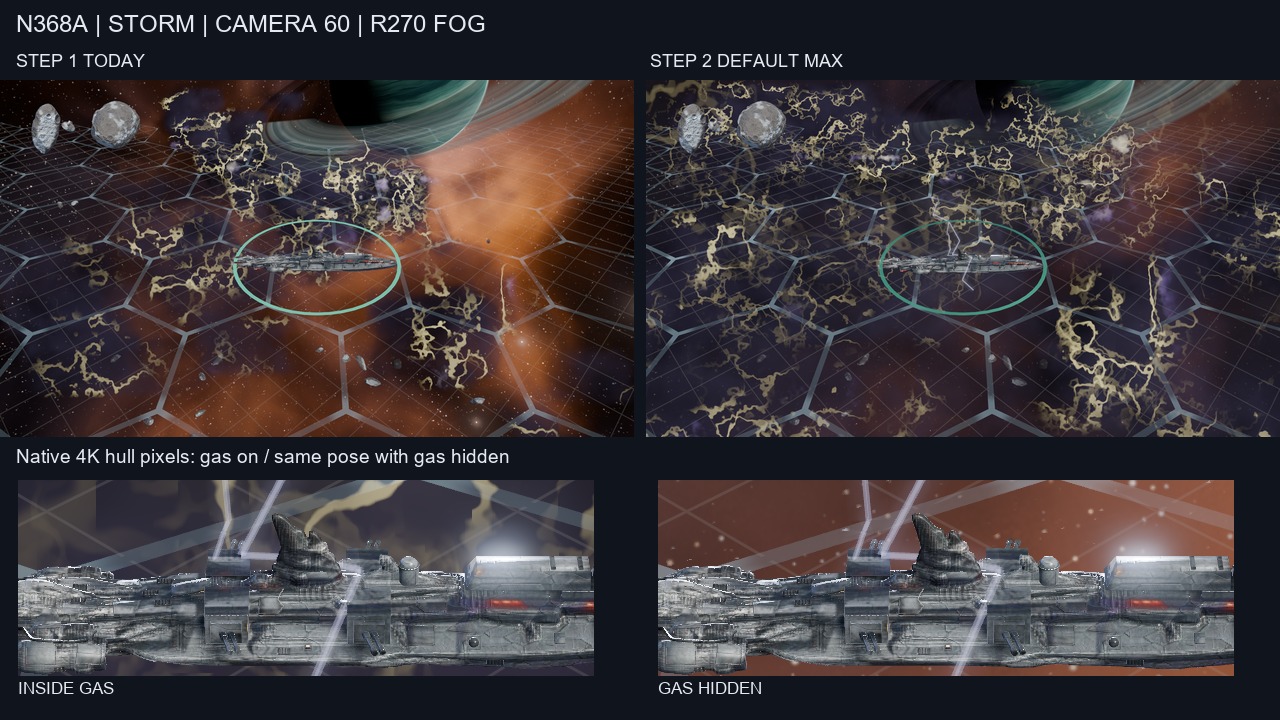 N368A | STORM | CAMERA 60 | R270 FOG
STEP 1 TODAY
STEP 2 DEFAULT MAX
Native 4K hull pixels: gas on / same pose with gas hidden
INSIDE GAS
GAS HIDDEN